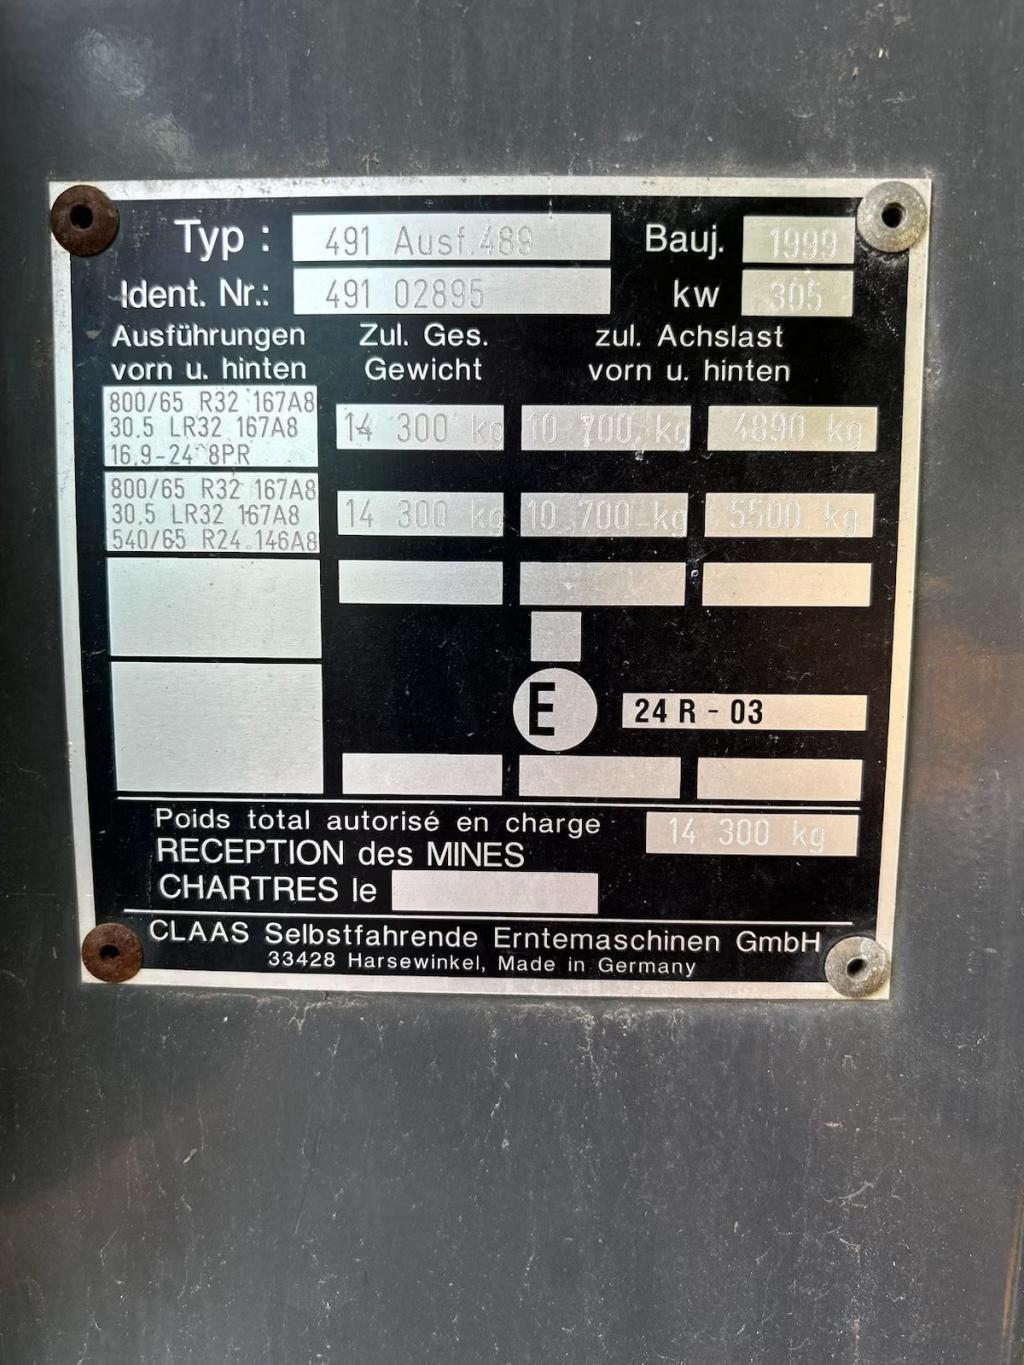 Typ : 491 Ausf.489 Bauj. 1999
Ident. Nr.: 491 02895 kw 305
Ausführungen Zul. Ges. zul. Achslast
vorn u. hinten Gewicht vorn u. hinten
800/65 R32 167A8
30.5 LR32 167A8 14 300 kg 10 700 kg 4890 kg
16.9-24 8PR
800/65 R32 167A8
30.5 LR32 167A8 14 300 kg 10 700 kg 5500 kg
540/65 R24 146A8
E 24 R - 03
Poids total autorisé en charge 14 300 kg
RECEPTION des MINES
CHARTRES le
CLAAS Selbstfahrende Erntemaschinen GmbH
33428 Harsewinkel, Made in Germany